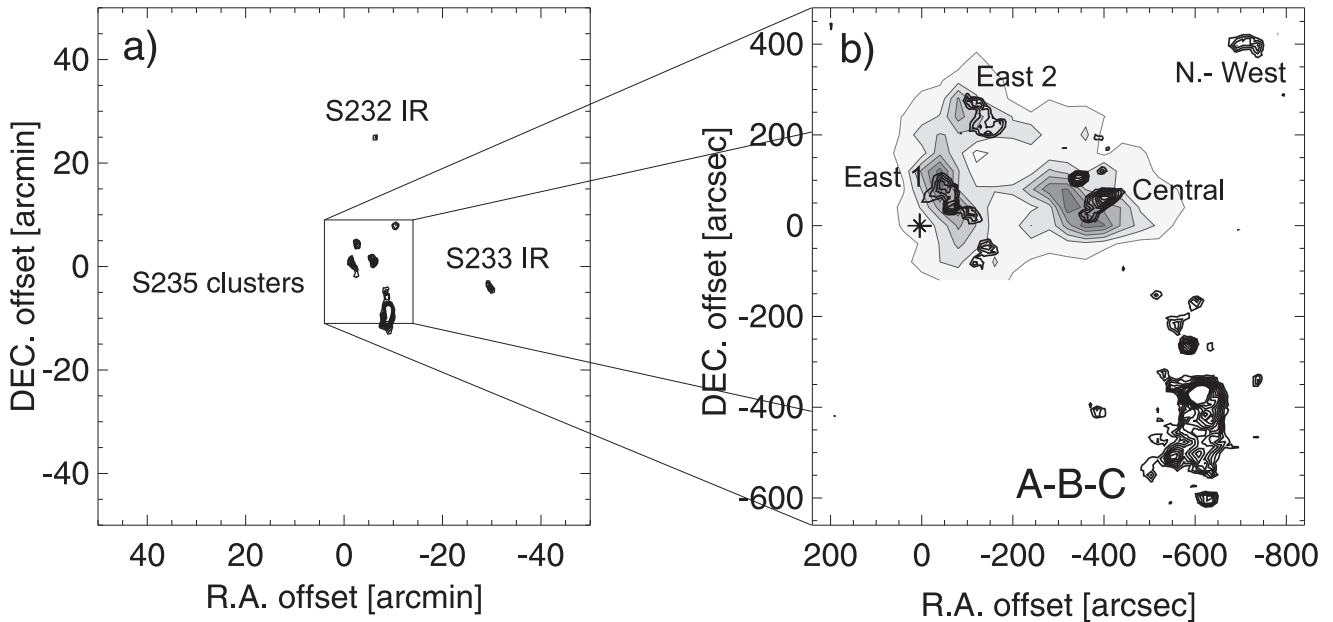 a)
S232 IR
S233 IR
S235 clusters
40
20
0
-20
-40
DEC. offset [arcmin]
40 20 0 -20 -40
R.A. offset [arcmin]
b)
East 2
N.- West
East 1
Central
A-B-C
400
200
0
-200
-400
-600
DEC. offset [arcsec]
200 0 -200 -400 -600 -800
R.A. offset [arcsec]